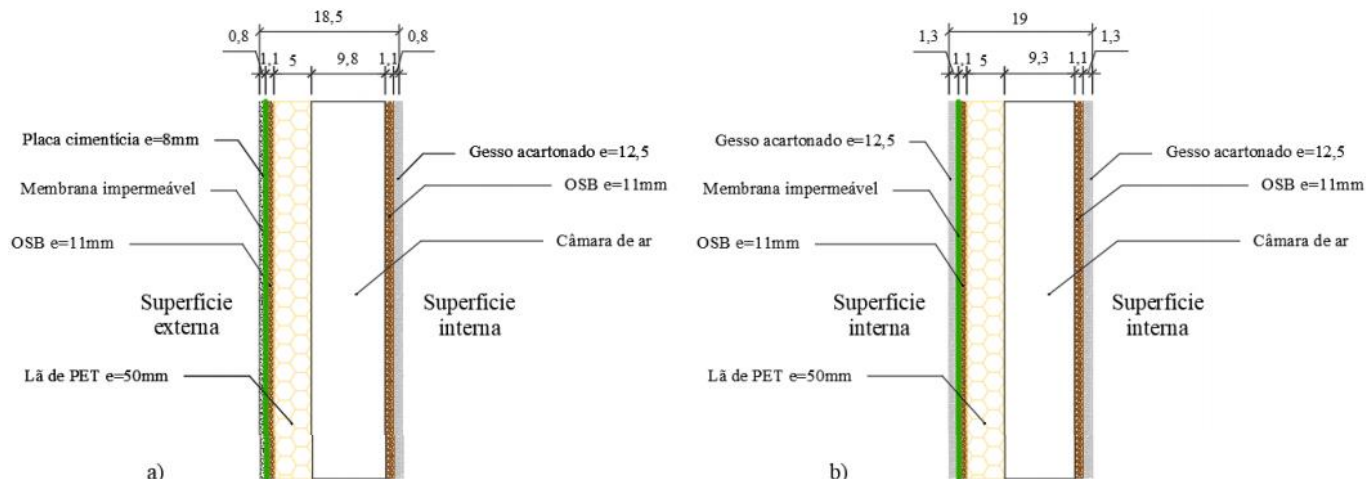 18,5
0,8
0,8
1,1
5
9,8
1,1
Placa cimentícia e=8mm
Membrana impermeável
OSB e=11mm
Superfície
externa
Lã de PET e=50mm
Gesso acartonado e=12,5
OSB e=11mm
Câmara de ar
Superfície
interna
a)
19
1,3
1,3
1,1
5
9,3
1,1
Gesso acartonado e=12,5
Membrana impermeável
OSB e=11mm
Superfície
interna
Lã de PET e=50mm
Gesso acartonado e=12,5
OSB e=11mm
Câmara de ar
Superfície
interna
b)